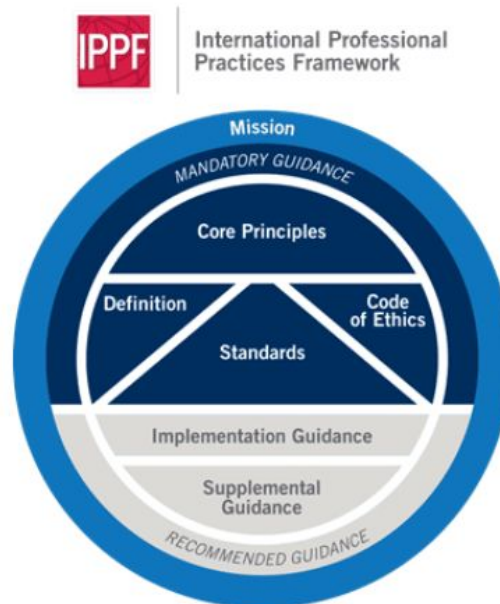 IPPF
International Professional
Practices Framework
Mission
MANDATORY GUIDANCE
Core Principles
Definition
Code
of Ethics
Standards
Implementation Guidance
Supplemental
Guidance
RECOMMENDED GUIDANCE